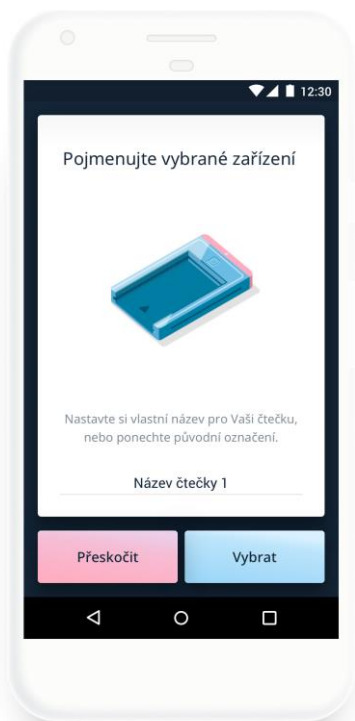 12:30
Pojmenujte vybrané zařízení
Nastavte si vlastní název pro Vaši čtečku,
nebo ponechte původní označení.
Název čtečky 1
Přeskočit
Vybrat